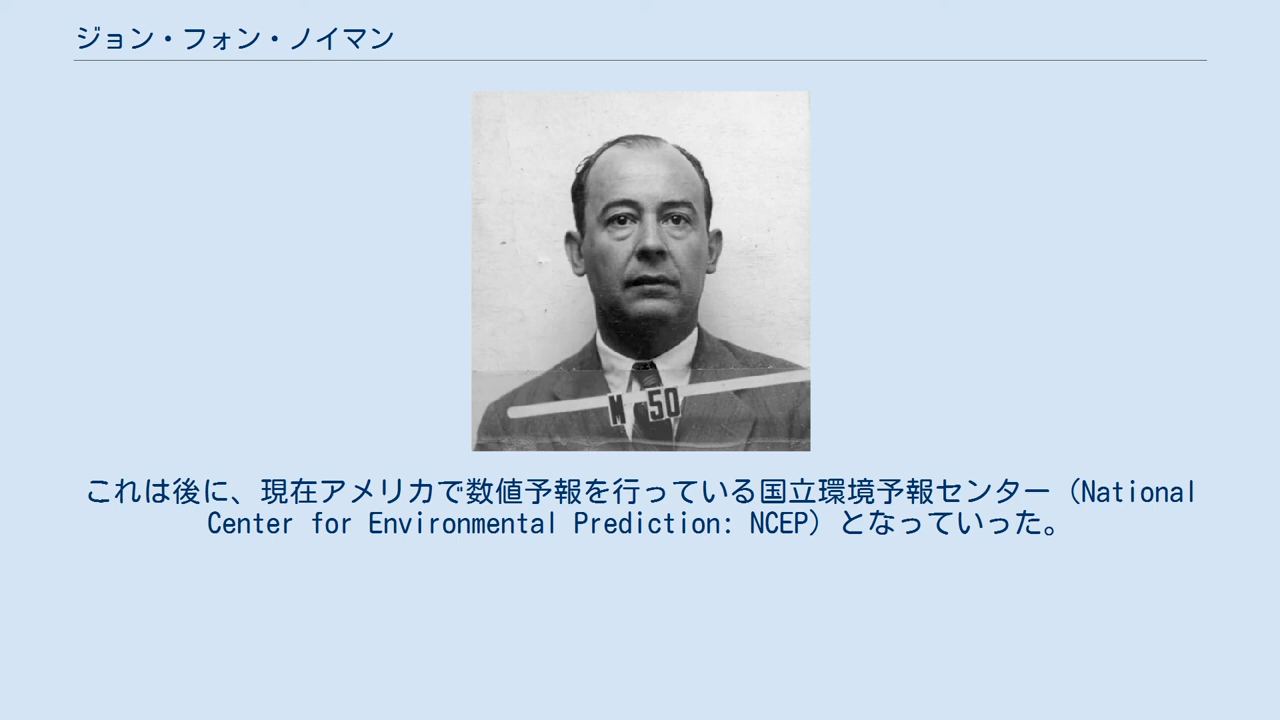 ジョン・フォン・ノイマン
M 50
これは後に、現在アメリカで数値予報を行っている国立環境予報センター（National
Center for Environmental Prediction: NCEP）となっていった。